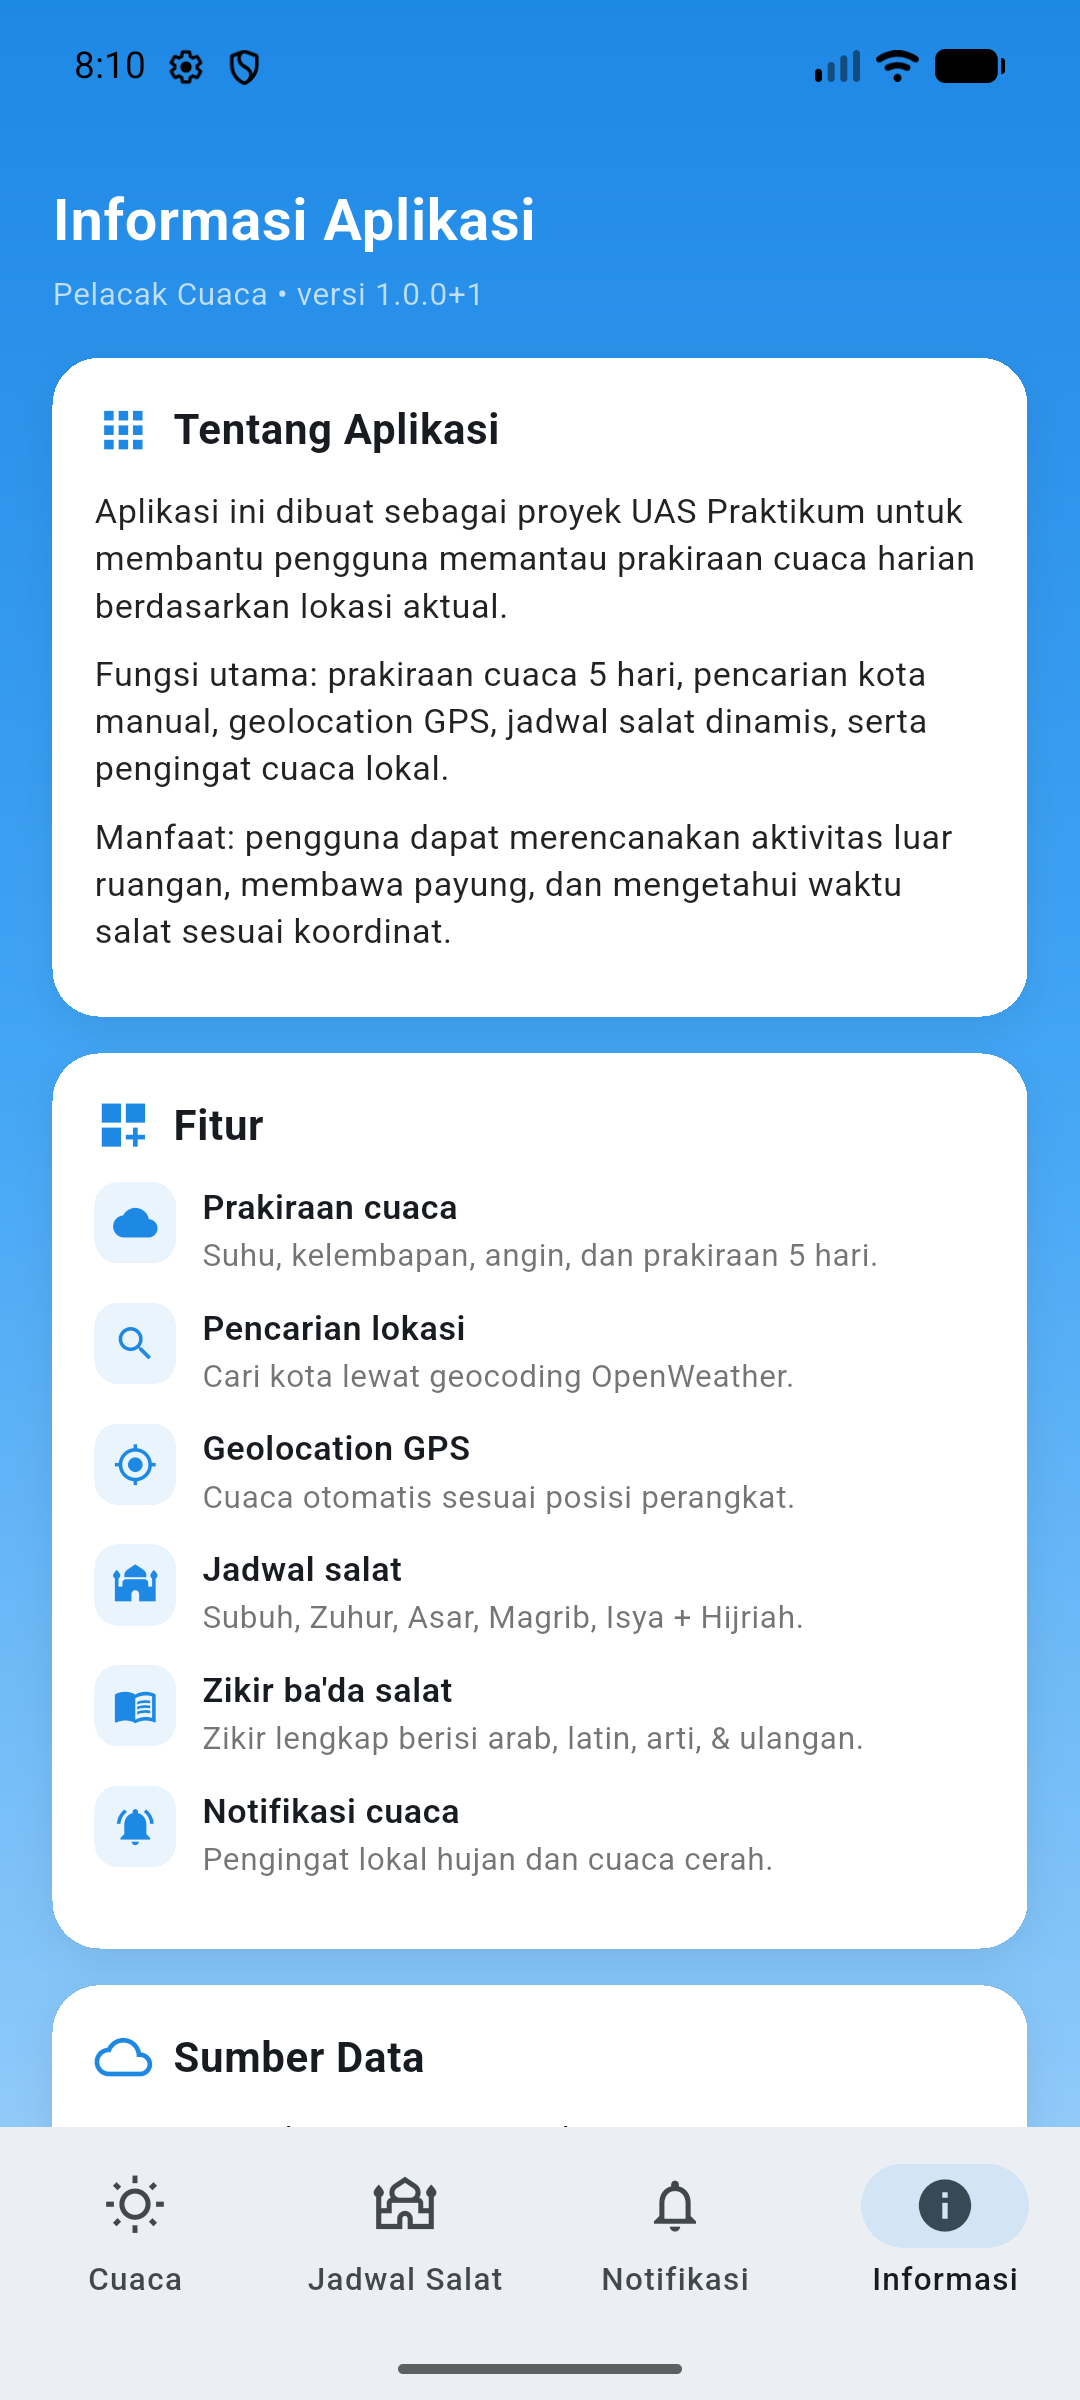 8:10
Informasi Aplikasi
Pelacak Cuaca • versi 1.0.0+1
Tentang Aplikasi
Aplikasi ini dibuat sebagai proyek UAS Praktikum untuk
membantu pengguna memantau prakiraan cuaca harian
berdasarkan lokasi aktual.
Fungsi utama: prakiraan cuaca 5 hari, pencarian kota
manual, geolocation GPS, jadwal salat dinamis, serta
pengingat cuaca lokal.
Manfaat: pengguna dapat merencanakan aktivitas luar
ruangan, membawa payung, dan mengetahui waktu
salat sesuai koordinat.
Fitur
Prakiraan cuaca
Suhu, kelembapan, angin, dan prakiraan 5 hari.
Pencarian lokasi
Cari kota lewat geocoding OpenWeather.
Geolocation GPS
Cuaca otomatis sesuai posisi perangkat.
Jadwal salat
Subuh, Zuhur, Asar, Magrib, Isya + Hijriah.
Zikir ba'da salat
Zikir lengkap berisi arab, latin, arti, & ulangan.
Notifikasi cuaca
Pengingat lokal hujan dan cuaca cerah.
Sumber Data
Cuaca
Jadwal Salat
Notifikasi
Informasi